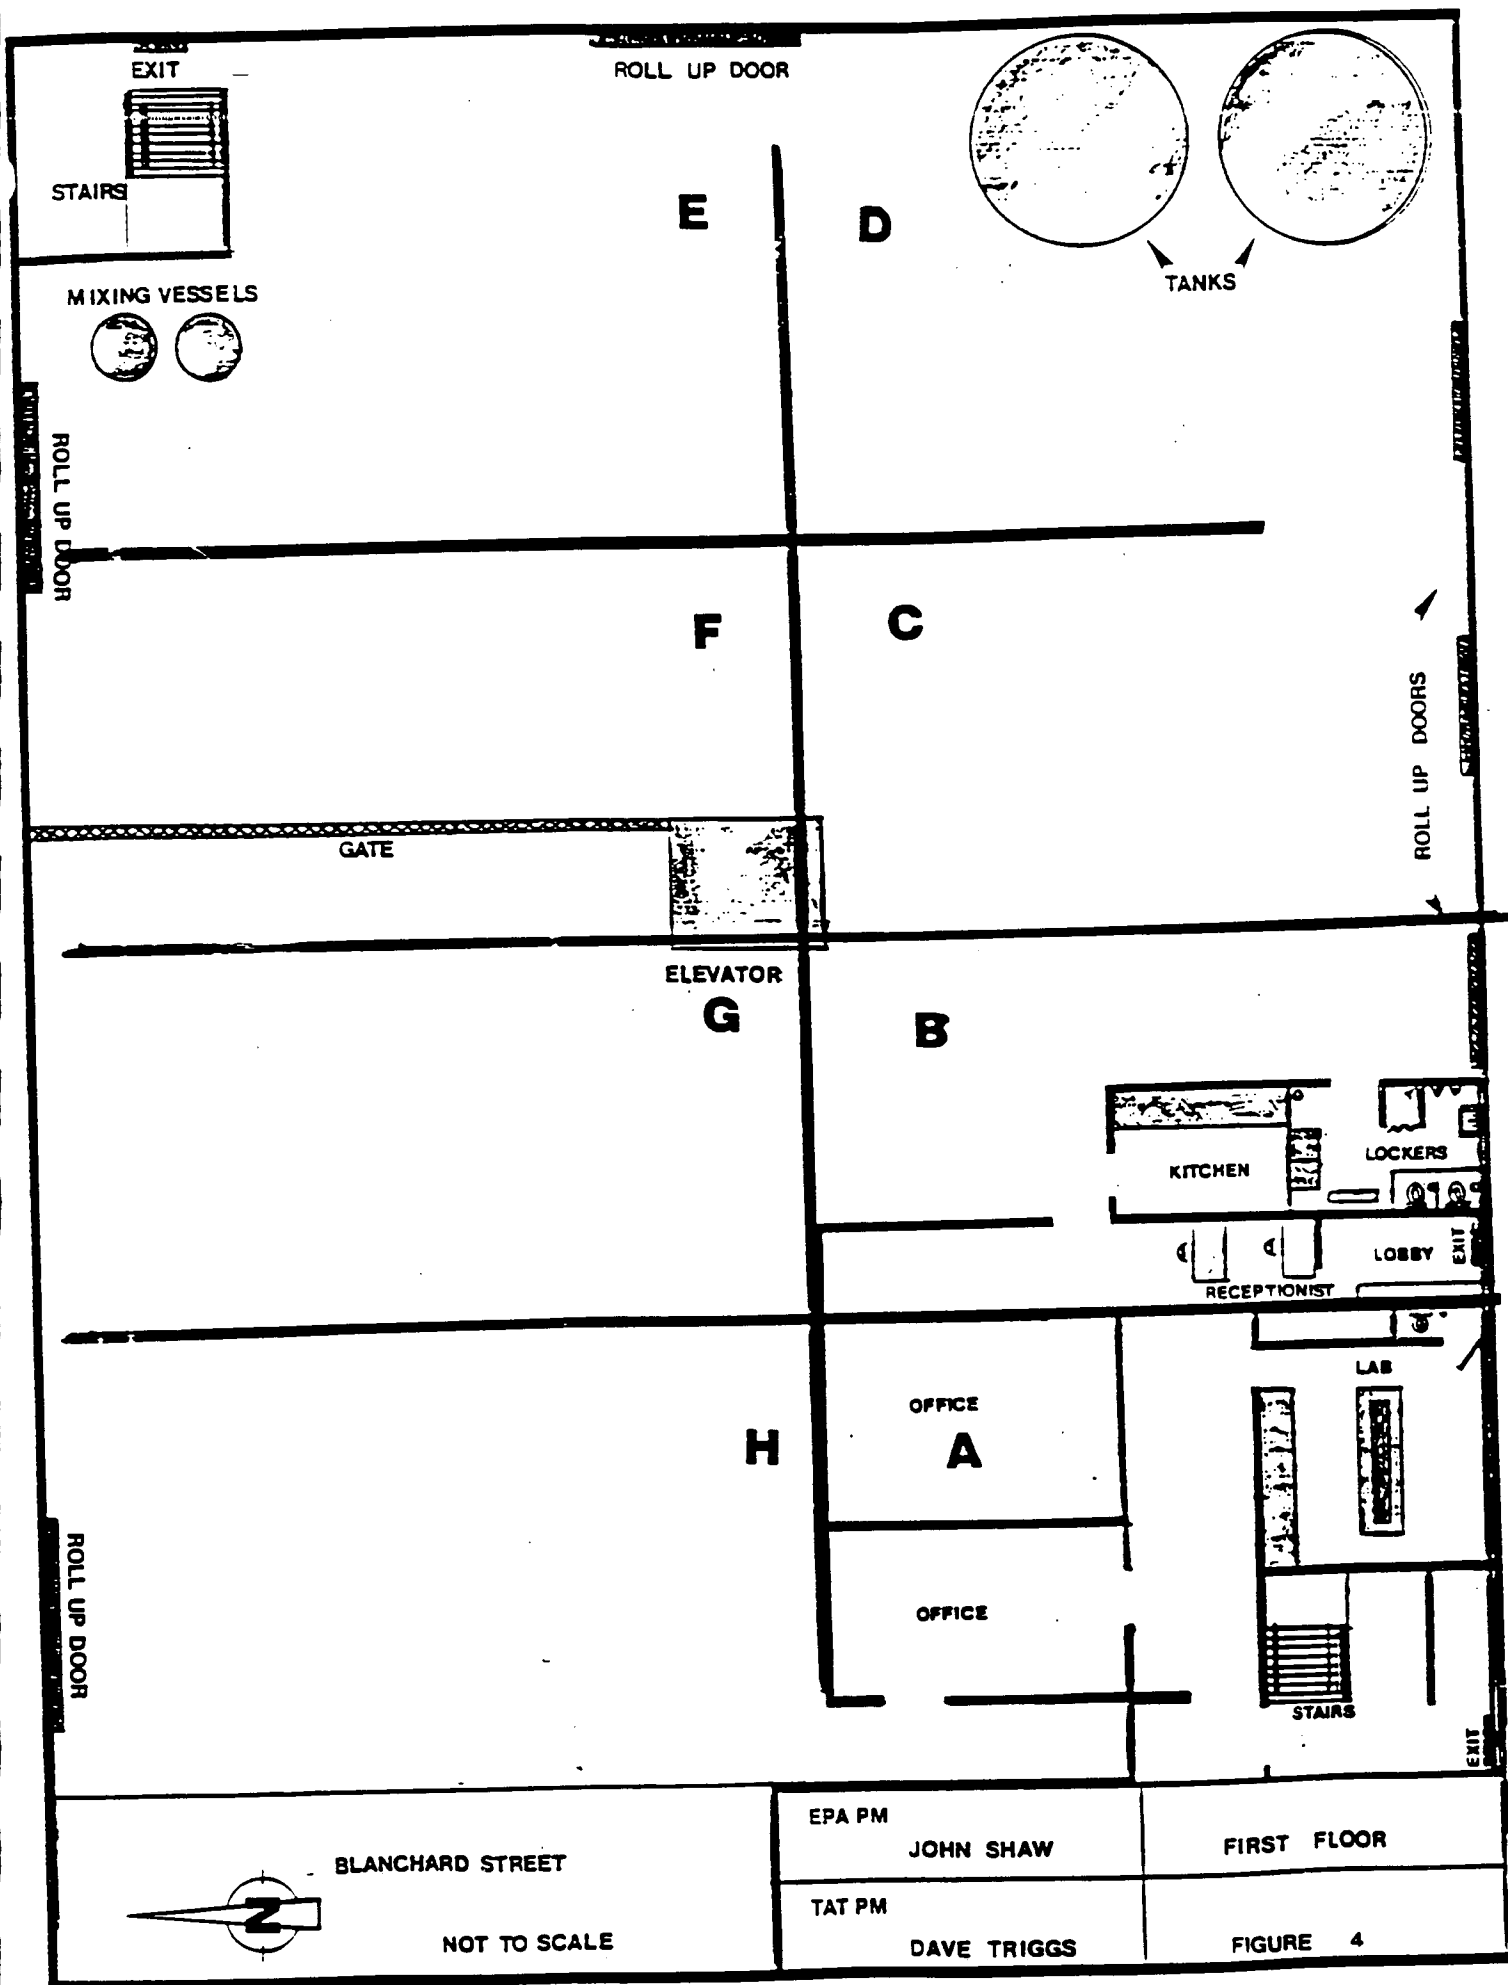 EXIT
ROLL UP DOOR
STAIRS
E
D
TANKS
MIXING VESSELS
ROLL UP DOOR
F
C
ROLL UP DOORS
GATE
ELEVATOR
G
B
KITCHEN
LOCKERS
LOBBY
EXIT
RECEPTIONIST
LAB
OFFICE
H
A
ROLL UP DOOR
OFFICE
STAIRS
EXIT
EPA PM
JOHN SHAW
FIRST FLOOR
BLANCHARD STREET
N
NOT TO SCALE
TAT PM
DAVE TRIGGS
FIGURE 4